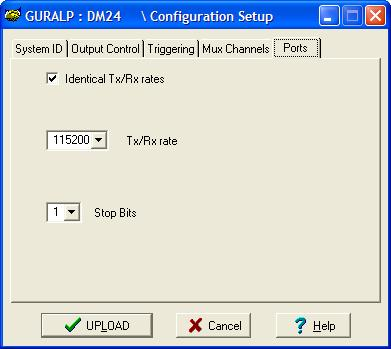 GURALP : DM24 \ Configuration Setup
System ID Output Control Triggering Mux Channels Ports
Identical Tx/Rx rates
115200 Tx/Rx rate
1 Stop Bits
UPLOAD Cancel Help